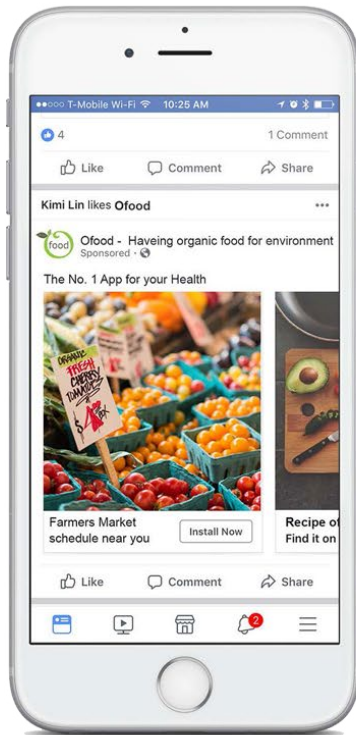 T-Mobile Wi-Fi 10:25 AM
4 1 Comment
Like Comment Share
Kimi Lin likes Ofood
food
Ofood - Haveing organic food for environment
Sponsored ·
The No. 1 App for your Health
ORGANIC
FRESH
CHERRY
TOMATOES
$4
Farmers Market
schedule near you
Install Now
Recipe of
Find it on
Like Comment Share
2